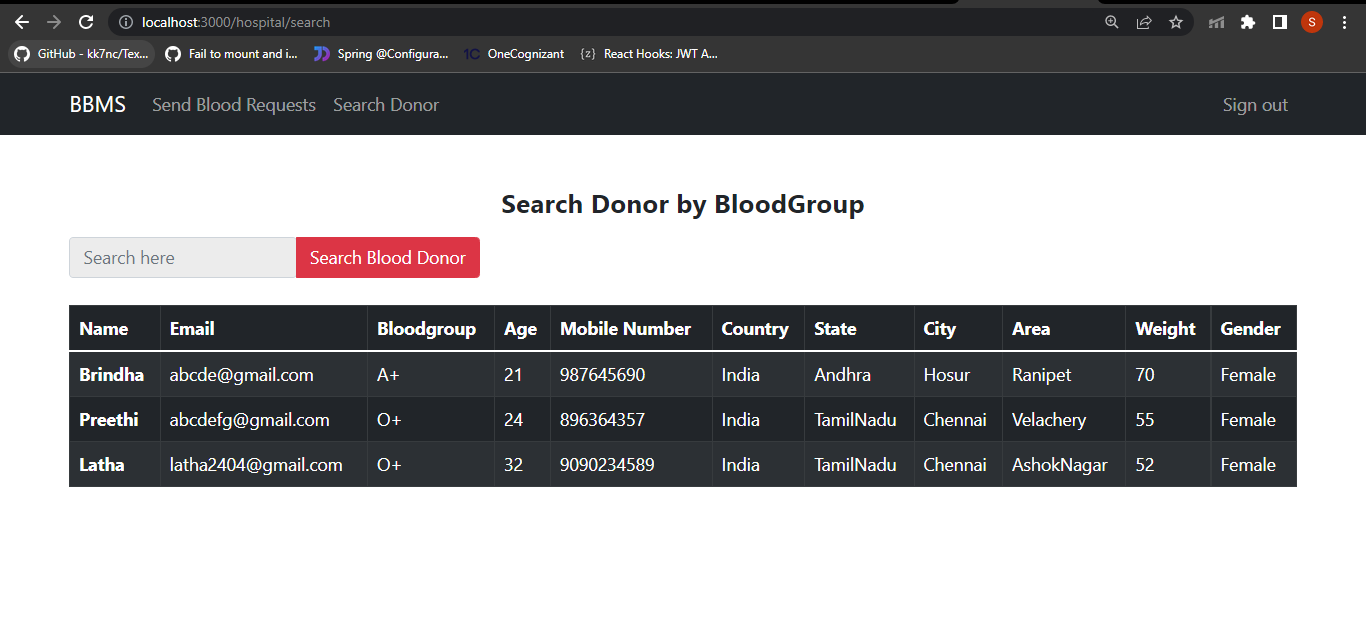 localhost:3000/hospital/search
S
GitHub - kk7nc/Tex... Fail to mount and i... Spring @Configura... 1C OneCognizant {z} React Hooks: JWT A...
BBMS Send Blood Requests Search Donor Sign out
Search Donor by BloodGroup
Search here Search Blood Donor
Name Email Bloodgroup Age Mobile Number Country State City Area Weight Gender
Brindha abcde@gmail.com A+ 21 987645690 India Andhra Hosur Ranipet 70 Female
Preethi abcdefg@gmail.com O+ 24 896364357 India TamilNadu Chennai Velachery 55 Female
Latha latha2404@gmail.com O+ 32 9090234589 India TamilNadu Chennai AshokNagar 52 Female